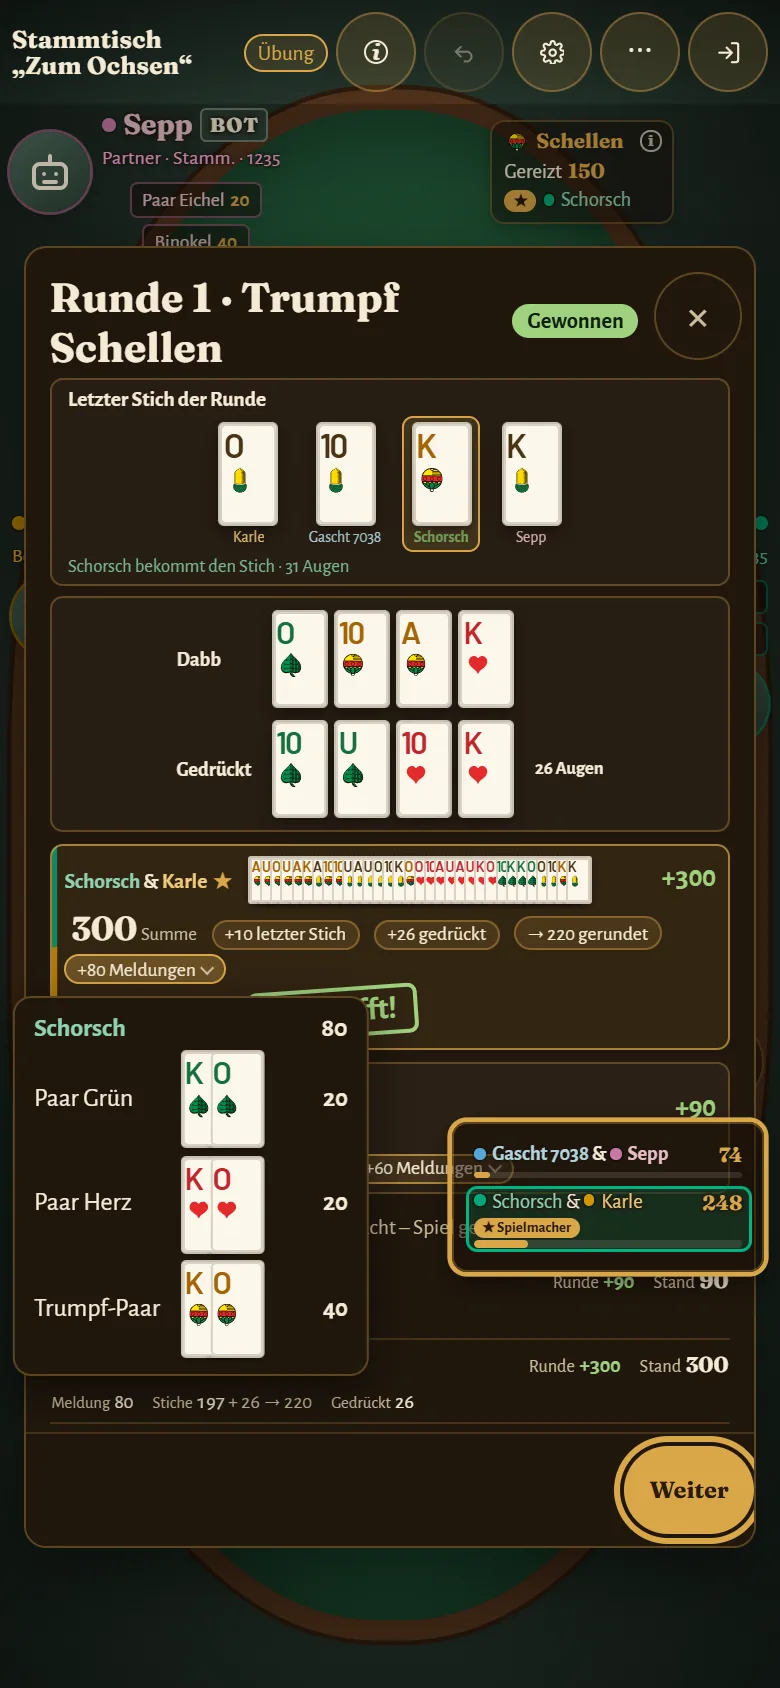 Stammtisch
„Zum Ochsen“
Übung
Sepp BOT
Partner · Stamm. · 1235
Paar Eichel 20
Binokel 40
Schellen
Gereizt 150
Schorsch
Runde 1 · Trumpf
Schellen
Gewonnen
Letzter Stich der Runde
O 10 K K
Karle Gascht 7038 Schorsch Sepp
Schorsch bekommt den Stich · 31 Augen
Dabb O 10 A K
Gedrückt 10 U 10 K 26 Augen
Schorsch & Karle +300
300 Summe +10 letzter Stich +26 gedrückt → 220 gerundet
+80 Meldungen
Schorsch 80
Paar Grün K O 20
Paar Herz K O 20
Trumpf-Paar K O 40
+90
+60 Meldungen
Gascht 7038 & Sepp 74
Schorsch & Karle 248
Spielmacher
Runde +90 Stand 90
Runde +300 Stand 300
Meldung 80 Stiche 197 + 26 → 220 Gedrückt 26
Weiter